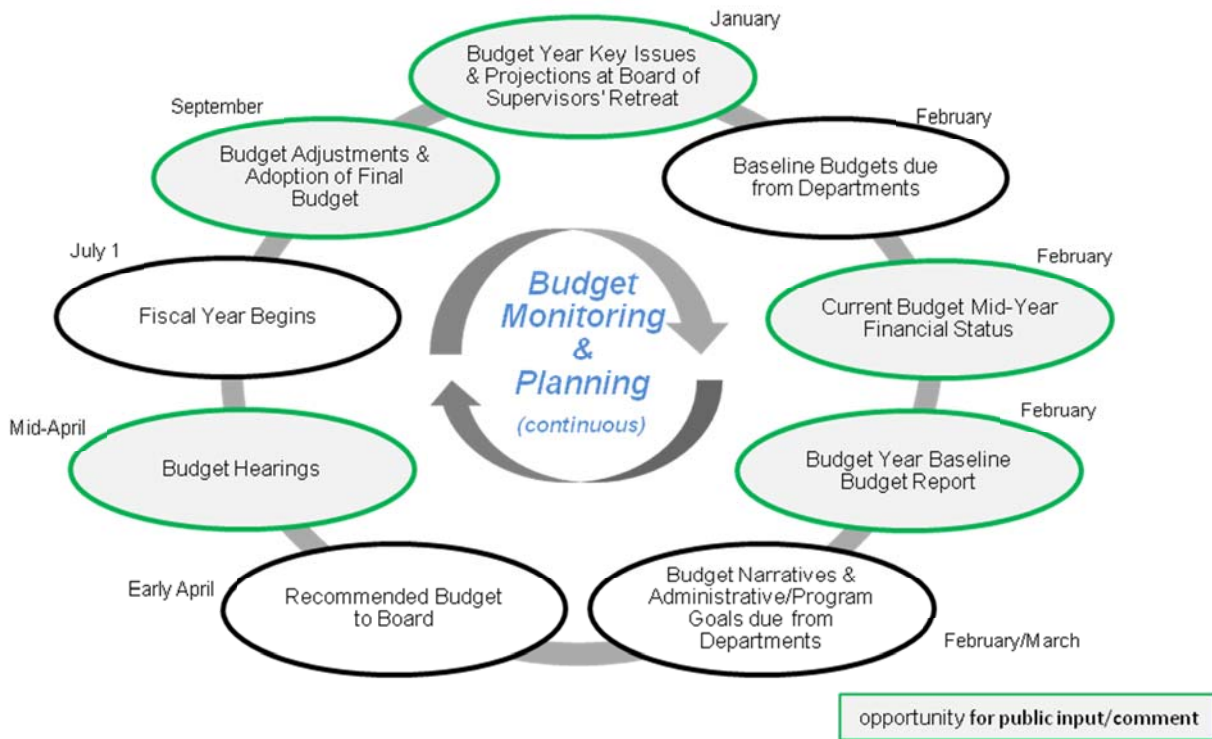 January
Budget Year Key Issues
& Projections at Board of
Supervisors' Retreat
February
Baseline Budgets due
from Departments
February
Current Budget Mid-Year
Financial Status
February
Budget Year Baseline
Budget Report
Budget Narratives &
Administrative/Program
Goals due from
Departments
February/March
Early April
Recommended Budget
to Board
Mid-April
Budget Hearings
July 1
Fiscal Year Begins
September
Budget Adjustments &
Adoption of Final
Budget
Budget
Monitoring
&
Planning
(continuous)
opportunity for public input/comment